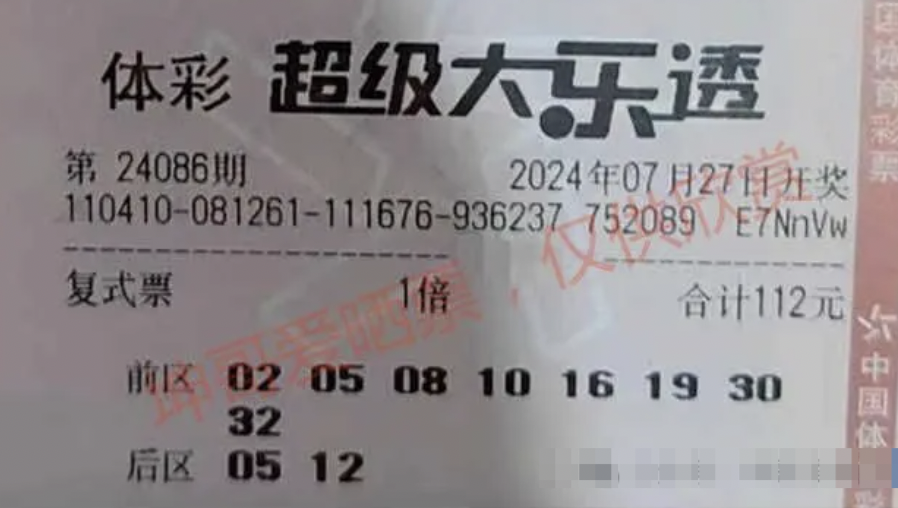 体彩 超级大乐透
第 24086期 2024年07月27日开奖
110410-081261-111676-936237 752089 E7NnVw
复式票 1倍 合计112元
前区 02 05 08 10 16 19 30
32
后区 05 12
坤哥爱晒票，仅供欣赏
国体育彩票
中国体